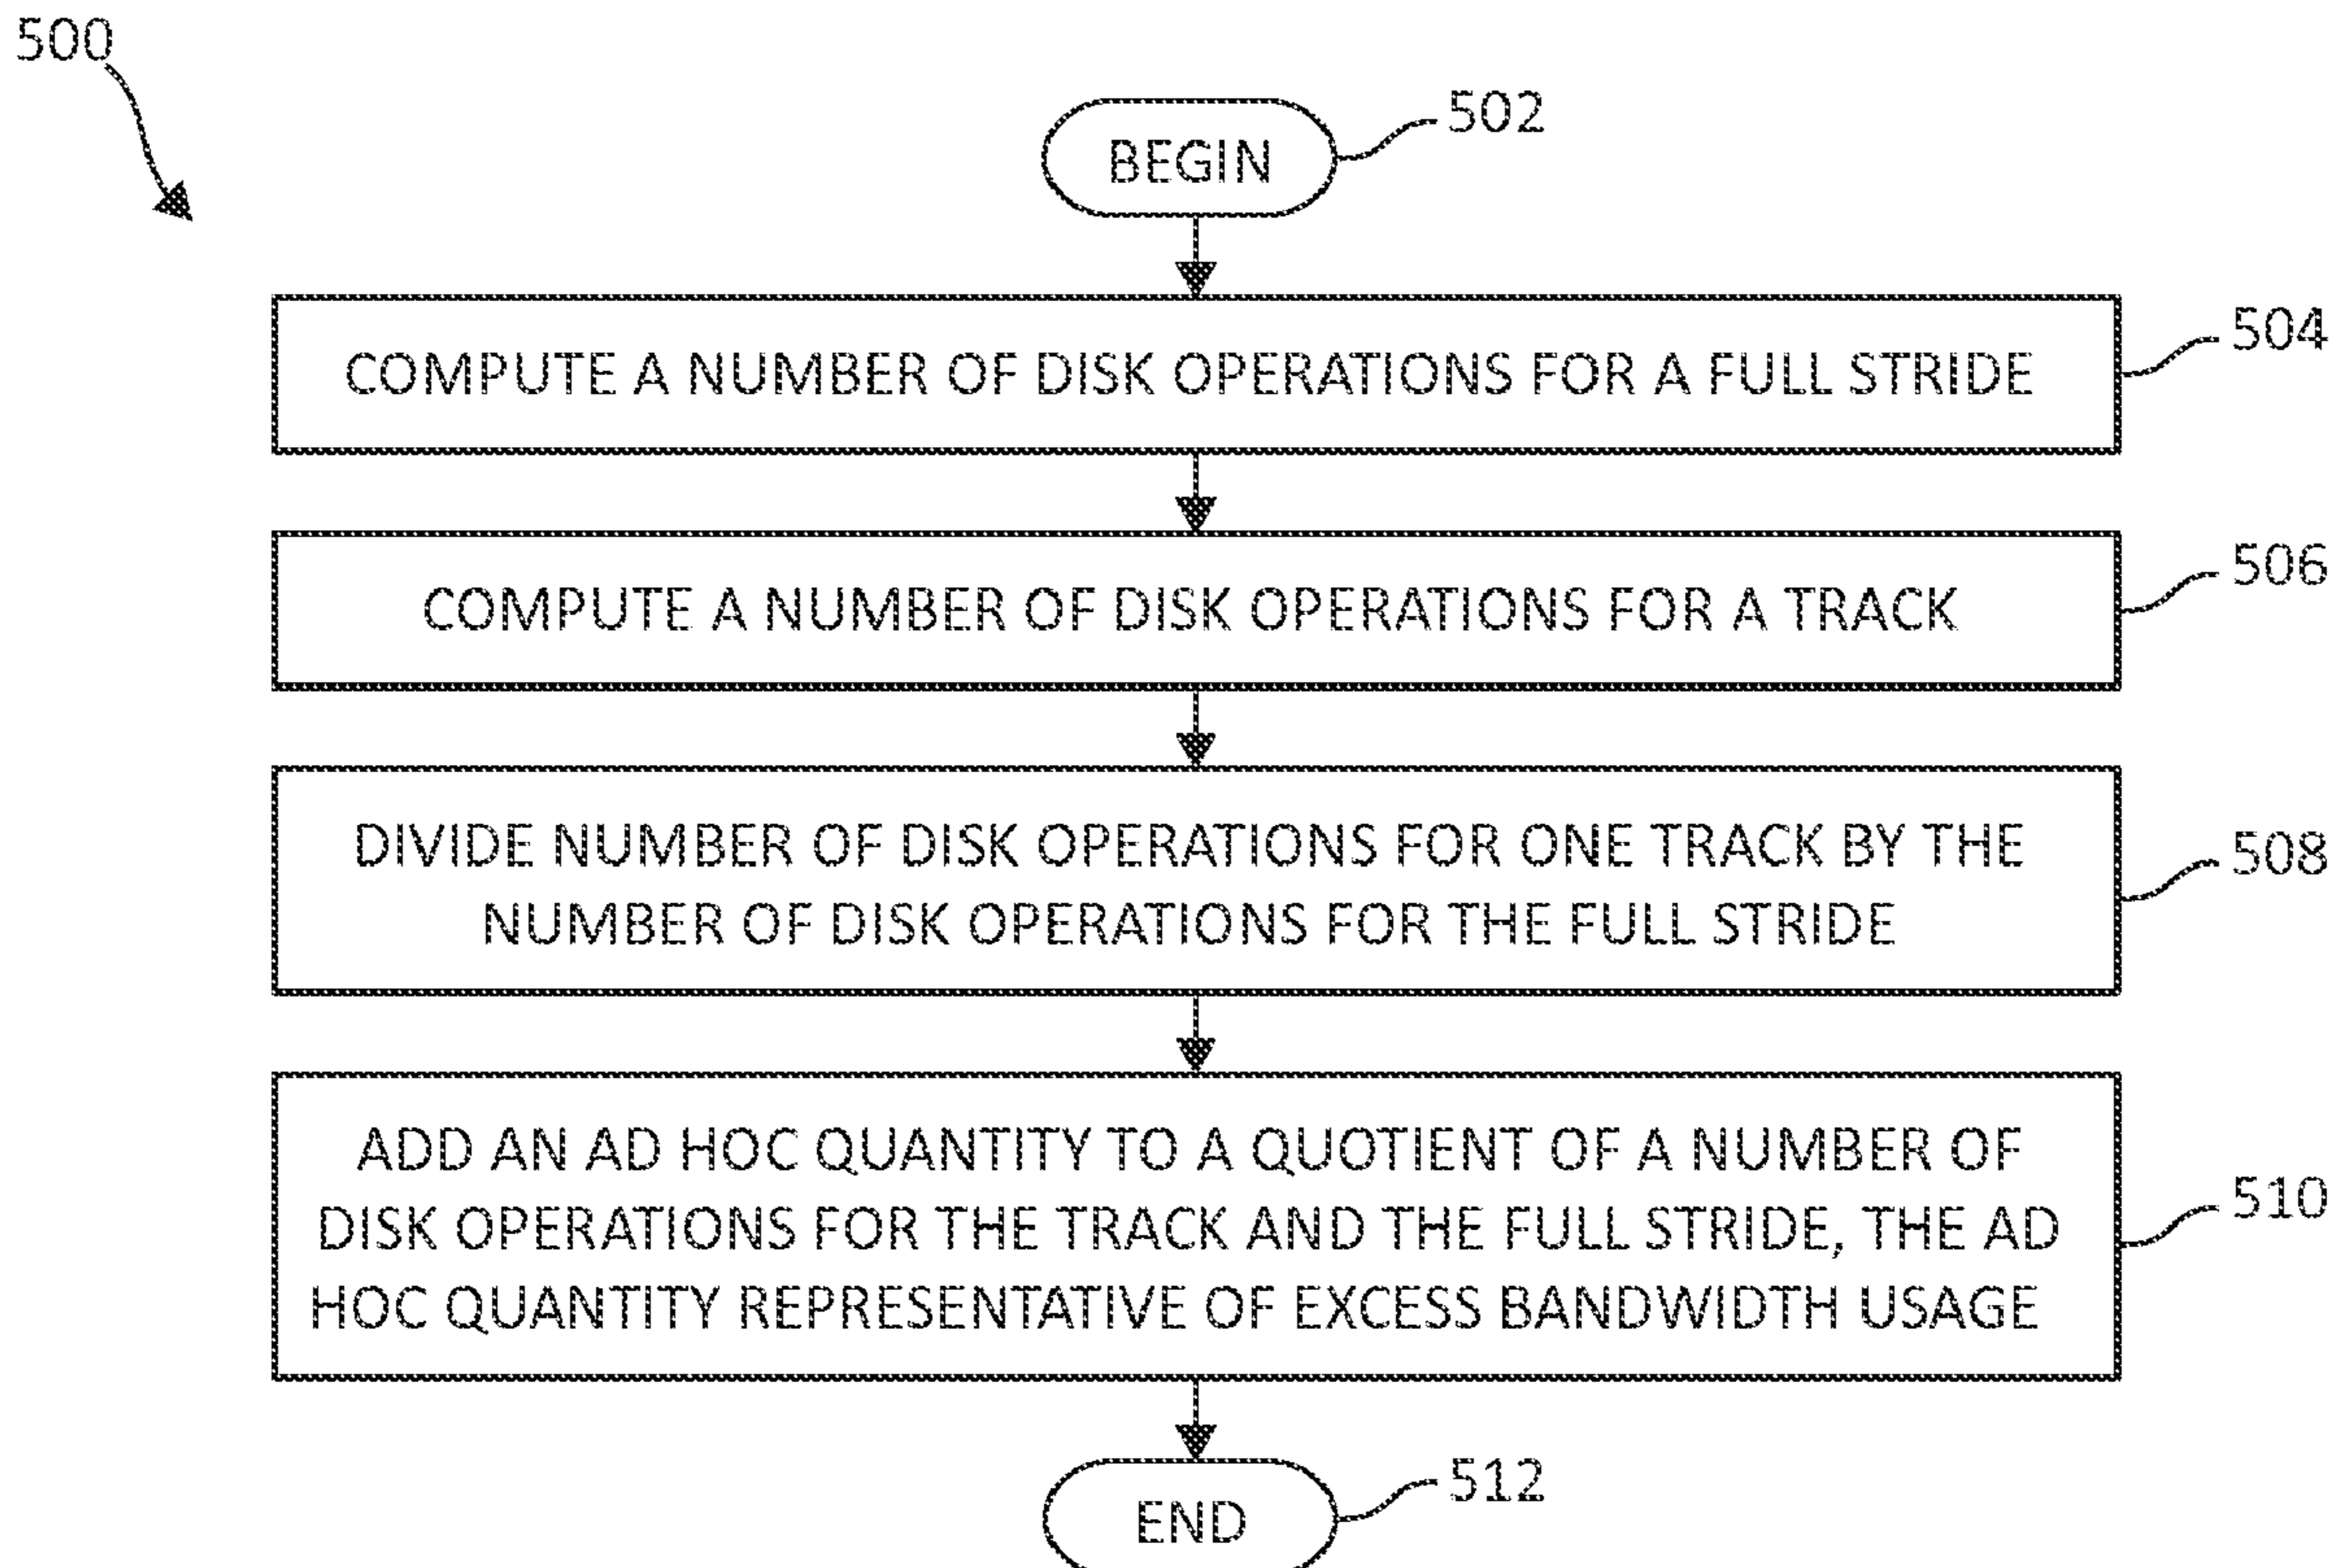 500
BEGIN
502
COMPUTE A NUMBER OF DISK OPERATIONS FOR A FULL STRIDE
504
COMPUTE A NUMBER OF DISK OPERATIONS FOR A TRACK
506
DIVIDE NUMBER OF DISK OPERATIONS FOR ONE TRACK BY THE
NUMBER OF DISK OPERATIONS FOR THE FULL STRIDE
508
ADD AN AD HOC QUANTITY TO A QUOTIENT OF A NUMBER OF
DISK OPERATIONS FOR THE TRACK AND THE FULL STRIDE, THE AD
HOC QUANTITY REPRESENTATIVE OF EXCESS BANDWIDTH USAGE
510
END
512